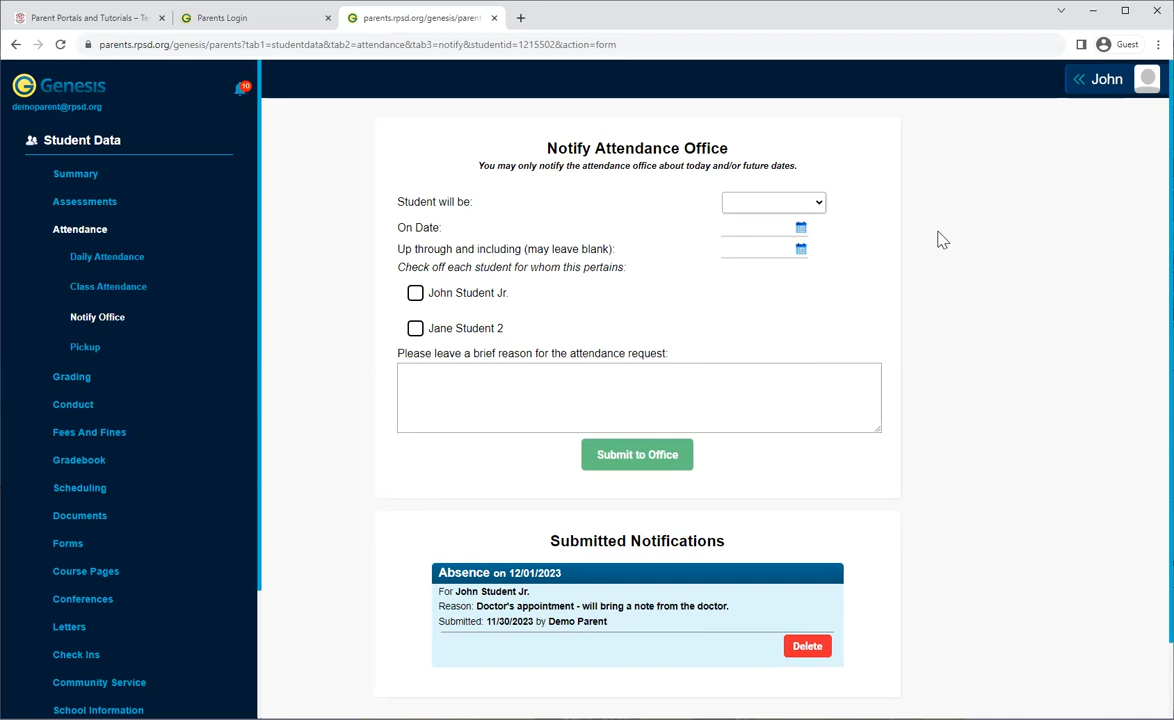 Parent Portals and Tutorials – Te
Parents Login
parents.rpsd.org/genesis/parent
parents.rpsd.org/genesis/parents?tab1=studentdata&tab2=attendance&tab3=notify&studentid=1215502&action=form
Guest
Genesis
10
demoparent@rpsd.org
John
Student Data
Summary
Assessments
Attendance
Daily Attendance
Class Attendance
Notify Office
Pickup
Grading
Conduct
Fees And Fines
Gradebook
Scheduling
Documents
Forms
Course Pages
Conferences
Letters
Check Ins
Community Service
School Information
Notify Attendance Office
You may only notify the attendance office about today and/or future dates.
Student will be:
On Date:
Up through and including (may leave blank):
Check off each student for whom this pertains:
John Student Jr.
Jane Student 2
Please leave a brief reason for the attendance request:
Submit to Office
Submitted Notifications
Absence on 12/01/2023
For John Student Jr.
Reason: Doctor's appointment - will bring a note from the doctor.
Submitted: 11/30/2023 by Demo Parent
Delete